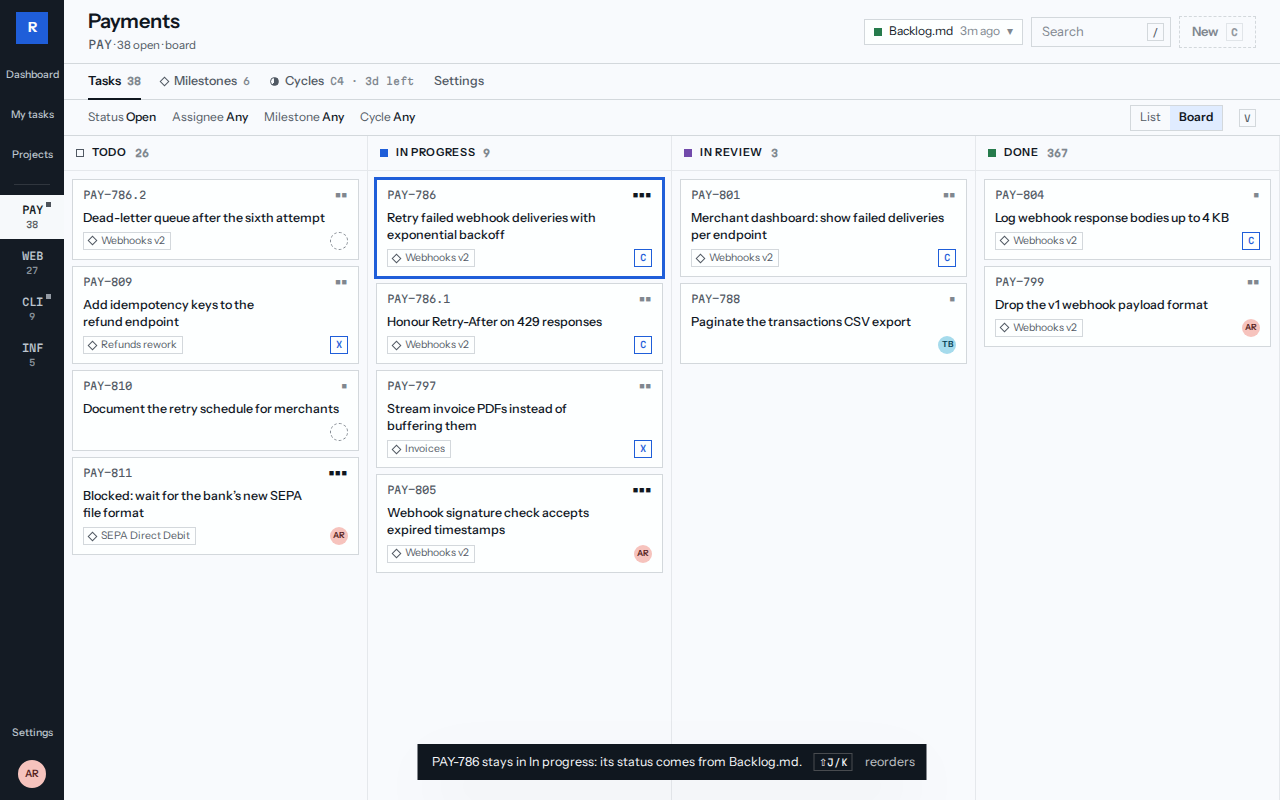 R
Dashboard
My tasks
Projects
PAY
38
WEB
27
CLI
9
INF
5
Settings
AR
Payments
PAY·38 open·board
Backlog.md 3m ago ▾
Search /
New C
Tasks 38
Milestones 6
Cycles C4 · 3d left
Settings
Status Open
Assignee Any
Milestone Any
Cycle Any
List
Board
V
TODO 26
PAY-786.2
Dead-letter queue after the sixth attempt
Webhooks v2
PAY-809
Add idempotency keys to the
refund endpoint
Refunds rework
X
PAY-810
Document the retry schedule for merchants
PAY-811
Blocked: wait for the bank's new SEPA
file format
SEPA Direct Debit
AR
IN PROGRESS 9
PAY-786
Retry failed webhook deliveries with
exponential backoff
Webhooks v2
C
PAY-786.1
Honour Retry-After on 429 responses
Webhooks v2
C
PAY-797
Stream invoice PDFs instead of
buffering them
Invoices
X
PAY-805
Webhook signature check accepts
expired timestamps
Webhooks v2
AR
IN REVIEW 3
PAY-801
Merchant dashboard: show failed deliveries
per endpoint
Webhooks v2
C
PAY-788
Paginate the transactions CSV export
TB
DONE 367
PAY-804
Log webhook response bodies up to 4 KB
Webhooks v2
C
PAY-799
Drop the v1 webhook payload format
Webhooks v2
AR
PAY-786 stays in In progress: its status comes from Backlog.md. ⇧J/K reorders